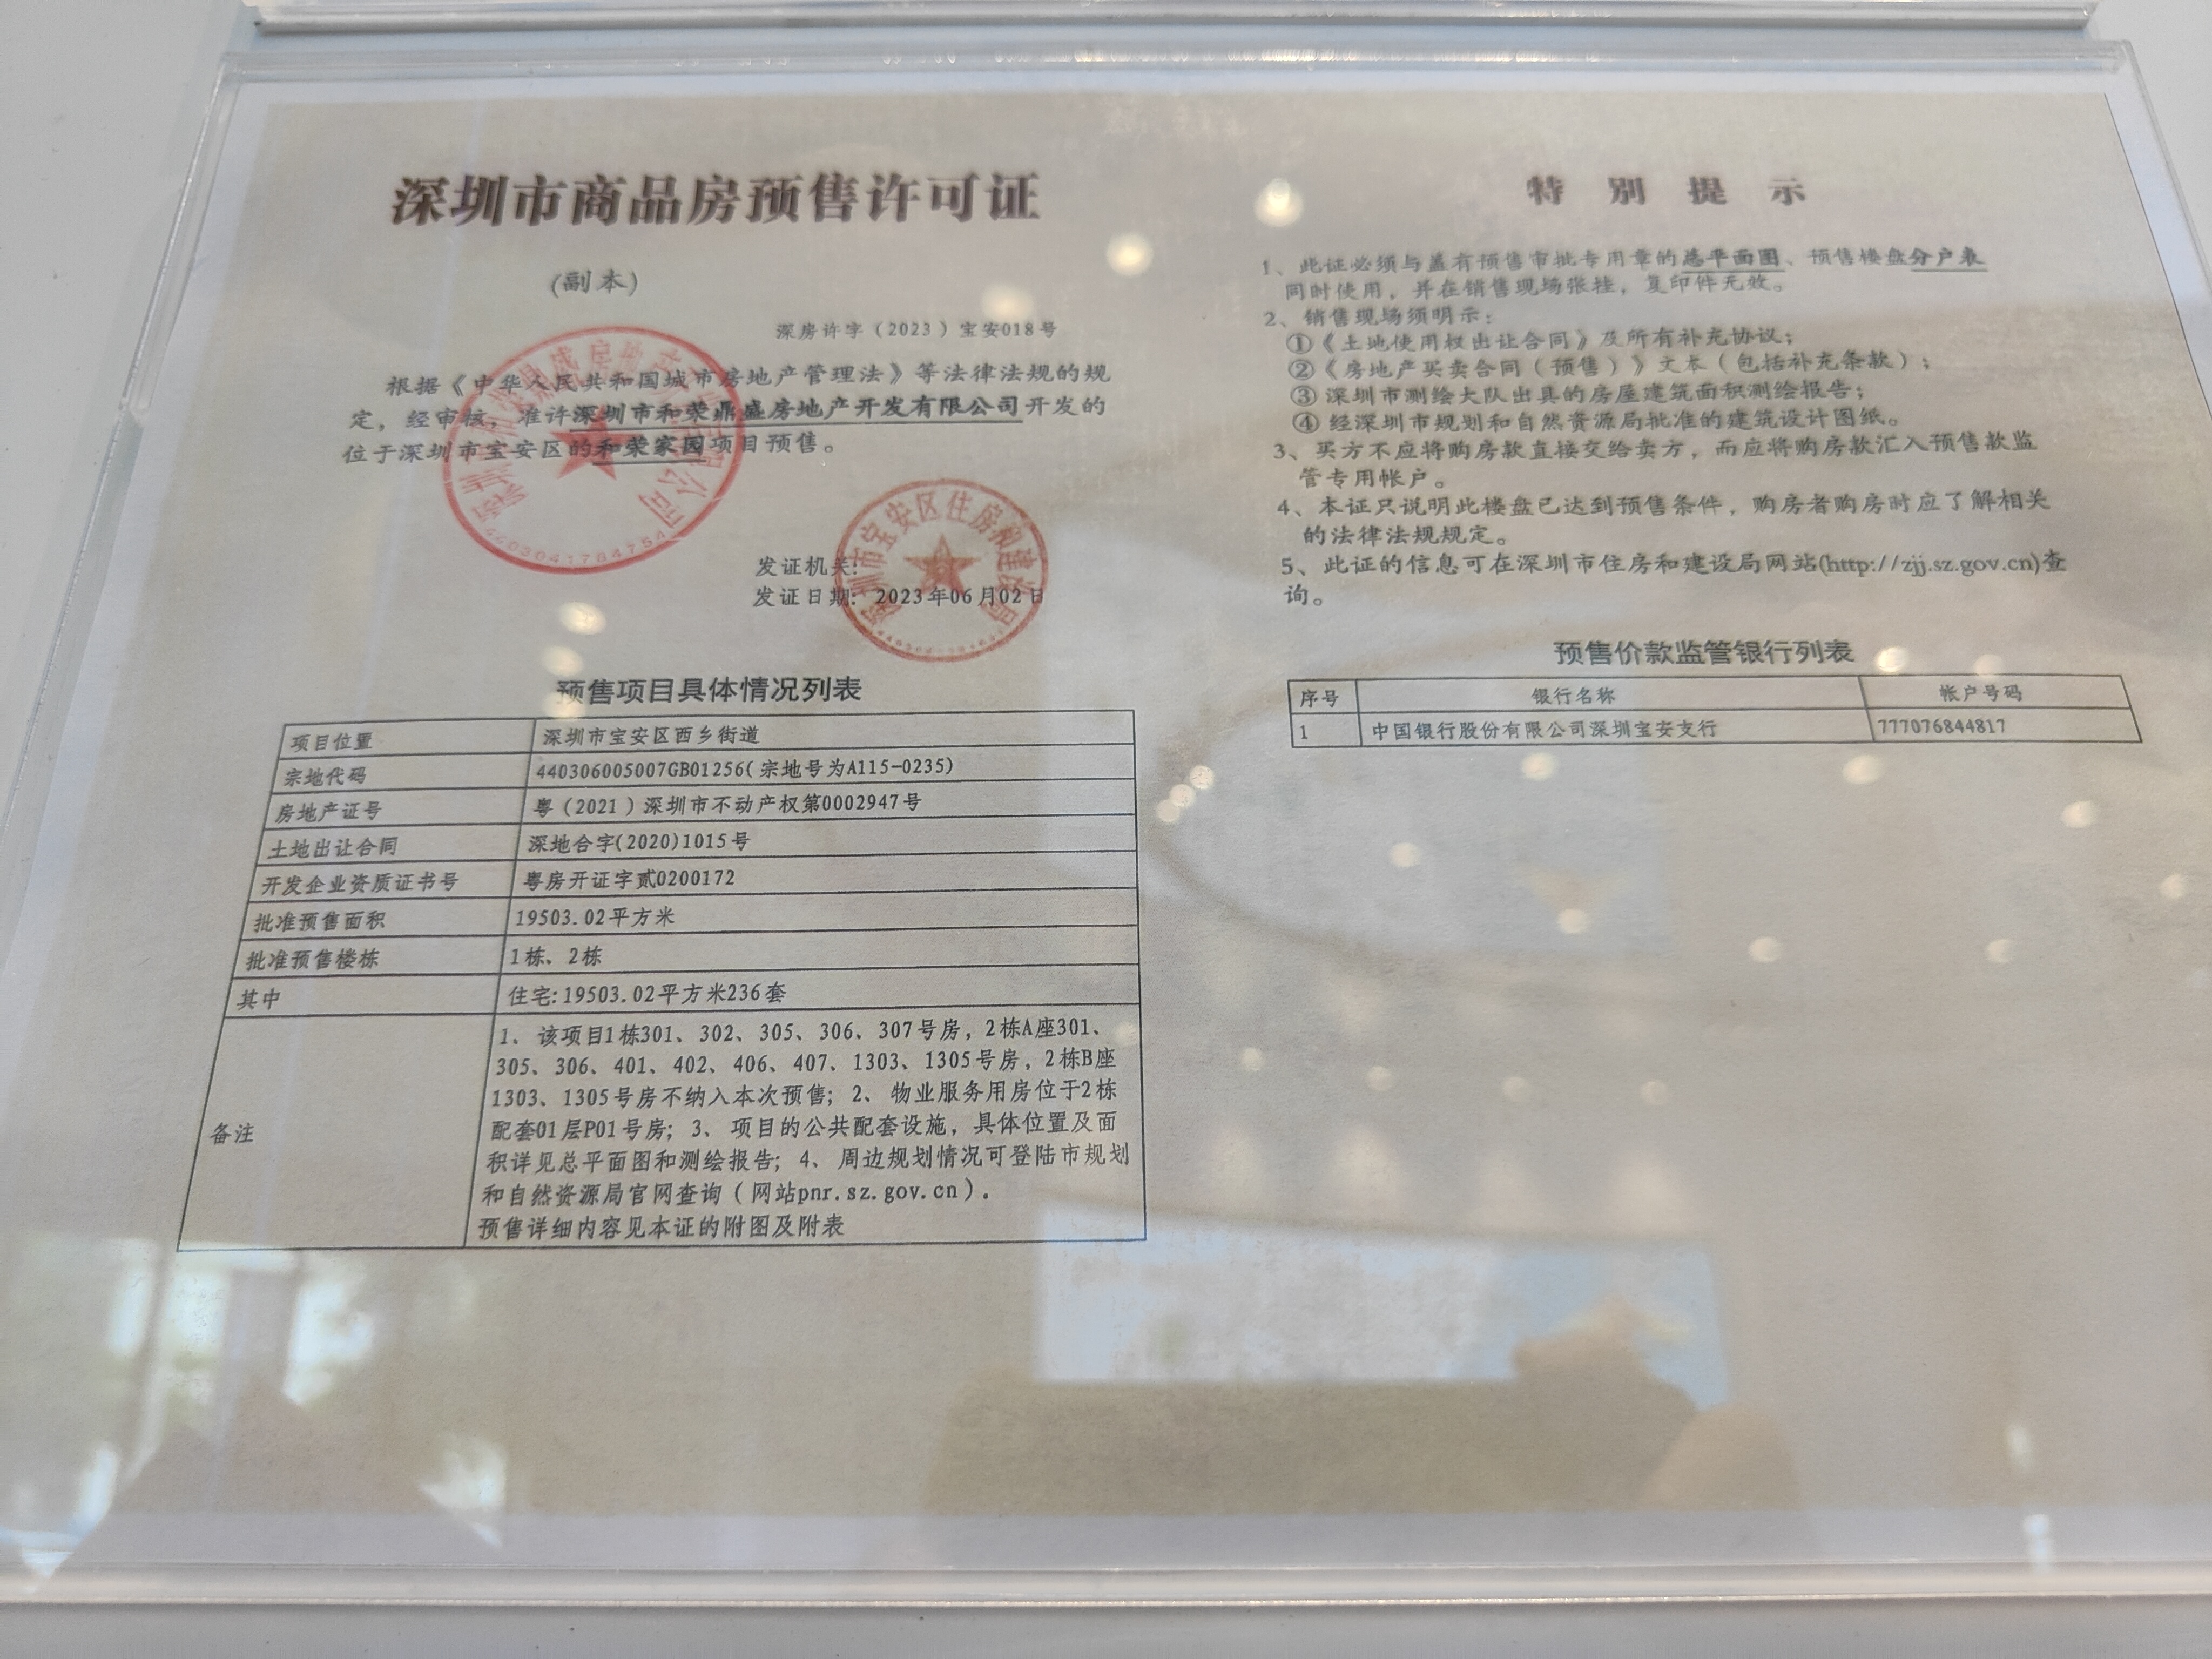 深圳市商品房预售许可证
(副本)
深房许字（2023）宝安018号
根据《中华人民共和国城市房地产管理法》等法律法规的规
定，经审核，准许深圳市和荣鼎盛房地产开发有限公司开发的
位于深圳市宝安区的和荣家园项目预售。
发证机关：
发证日期：2023年06月02日
深圳市宝安区住房和建设局
预售项目具体情况列表
项目位置 深圳市宝安区西乡街道
宗地代码 440306005007GB01256(宗地号为A115-0235)
房地产证号 粤（2021）深圳市不动产权第0002947号
土地出让合同 深地合字(2020)1015号
开发企业资质证书号 粤房开证字贰0200172
批准预售面积 19503.02平方米
批准预售楼栋 1栋、2栋
其中 住宅:19503.02平方米236套
备注
1、该项目1栋301、302、305、306、307号房，2栋A座301、
305、306、401、402、406、407、1303、1305号房，2栋B座
1303、1305号房不纳入本次预售；2、物业服务用房位于2栋
配套01层P01号房；3、项目的公共配套设施，具体位置及面
积详见总平面图和测绘报告；4、周边规划情况可登陆市规划
和自然资源局官网查询（网站pnr.sz.gov.cn）.
预售详细内容见本证的附图及附表
特别提示
1、此证必须与盖有预售审批专用章的总平面图、预售楼盘分户表
同时使用，并在销售现场张挂，复印件无效。
2、销售现场须明示：
①《土地使用权出让合同》及所有补充协议；
②《房地产买卖合同（预售）》文本（包括补充条款）；
③深圳市测绘大队出具的房屋建筑面积测绘报告；
④经深圳市规划和自然资源局批准的建筑设计图纸。
3、买方不应将购房款直接交给卖方，而应将购房款汇入预售款监
管专用帐户。
4、本证只说明此楼盘已达到预售条件，购房者购房时应了解相关
的法律法规规定。
5、此证的信息可在深圳市住房和建设局网站(http://zjj.sz.gov.cn)查
询。
预售价款监管银行列表
序号 银行名称 帐户号码
1 中国银行股份有限公司深圳宝安支行 777076844817